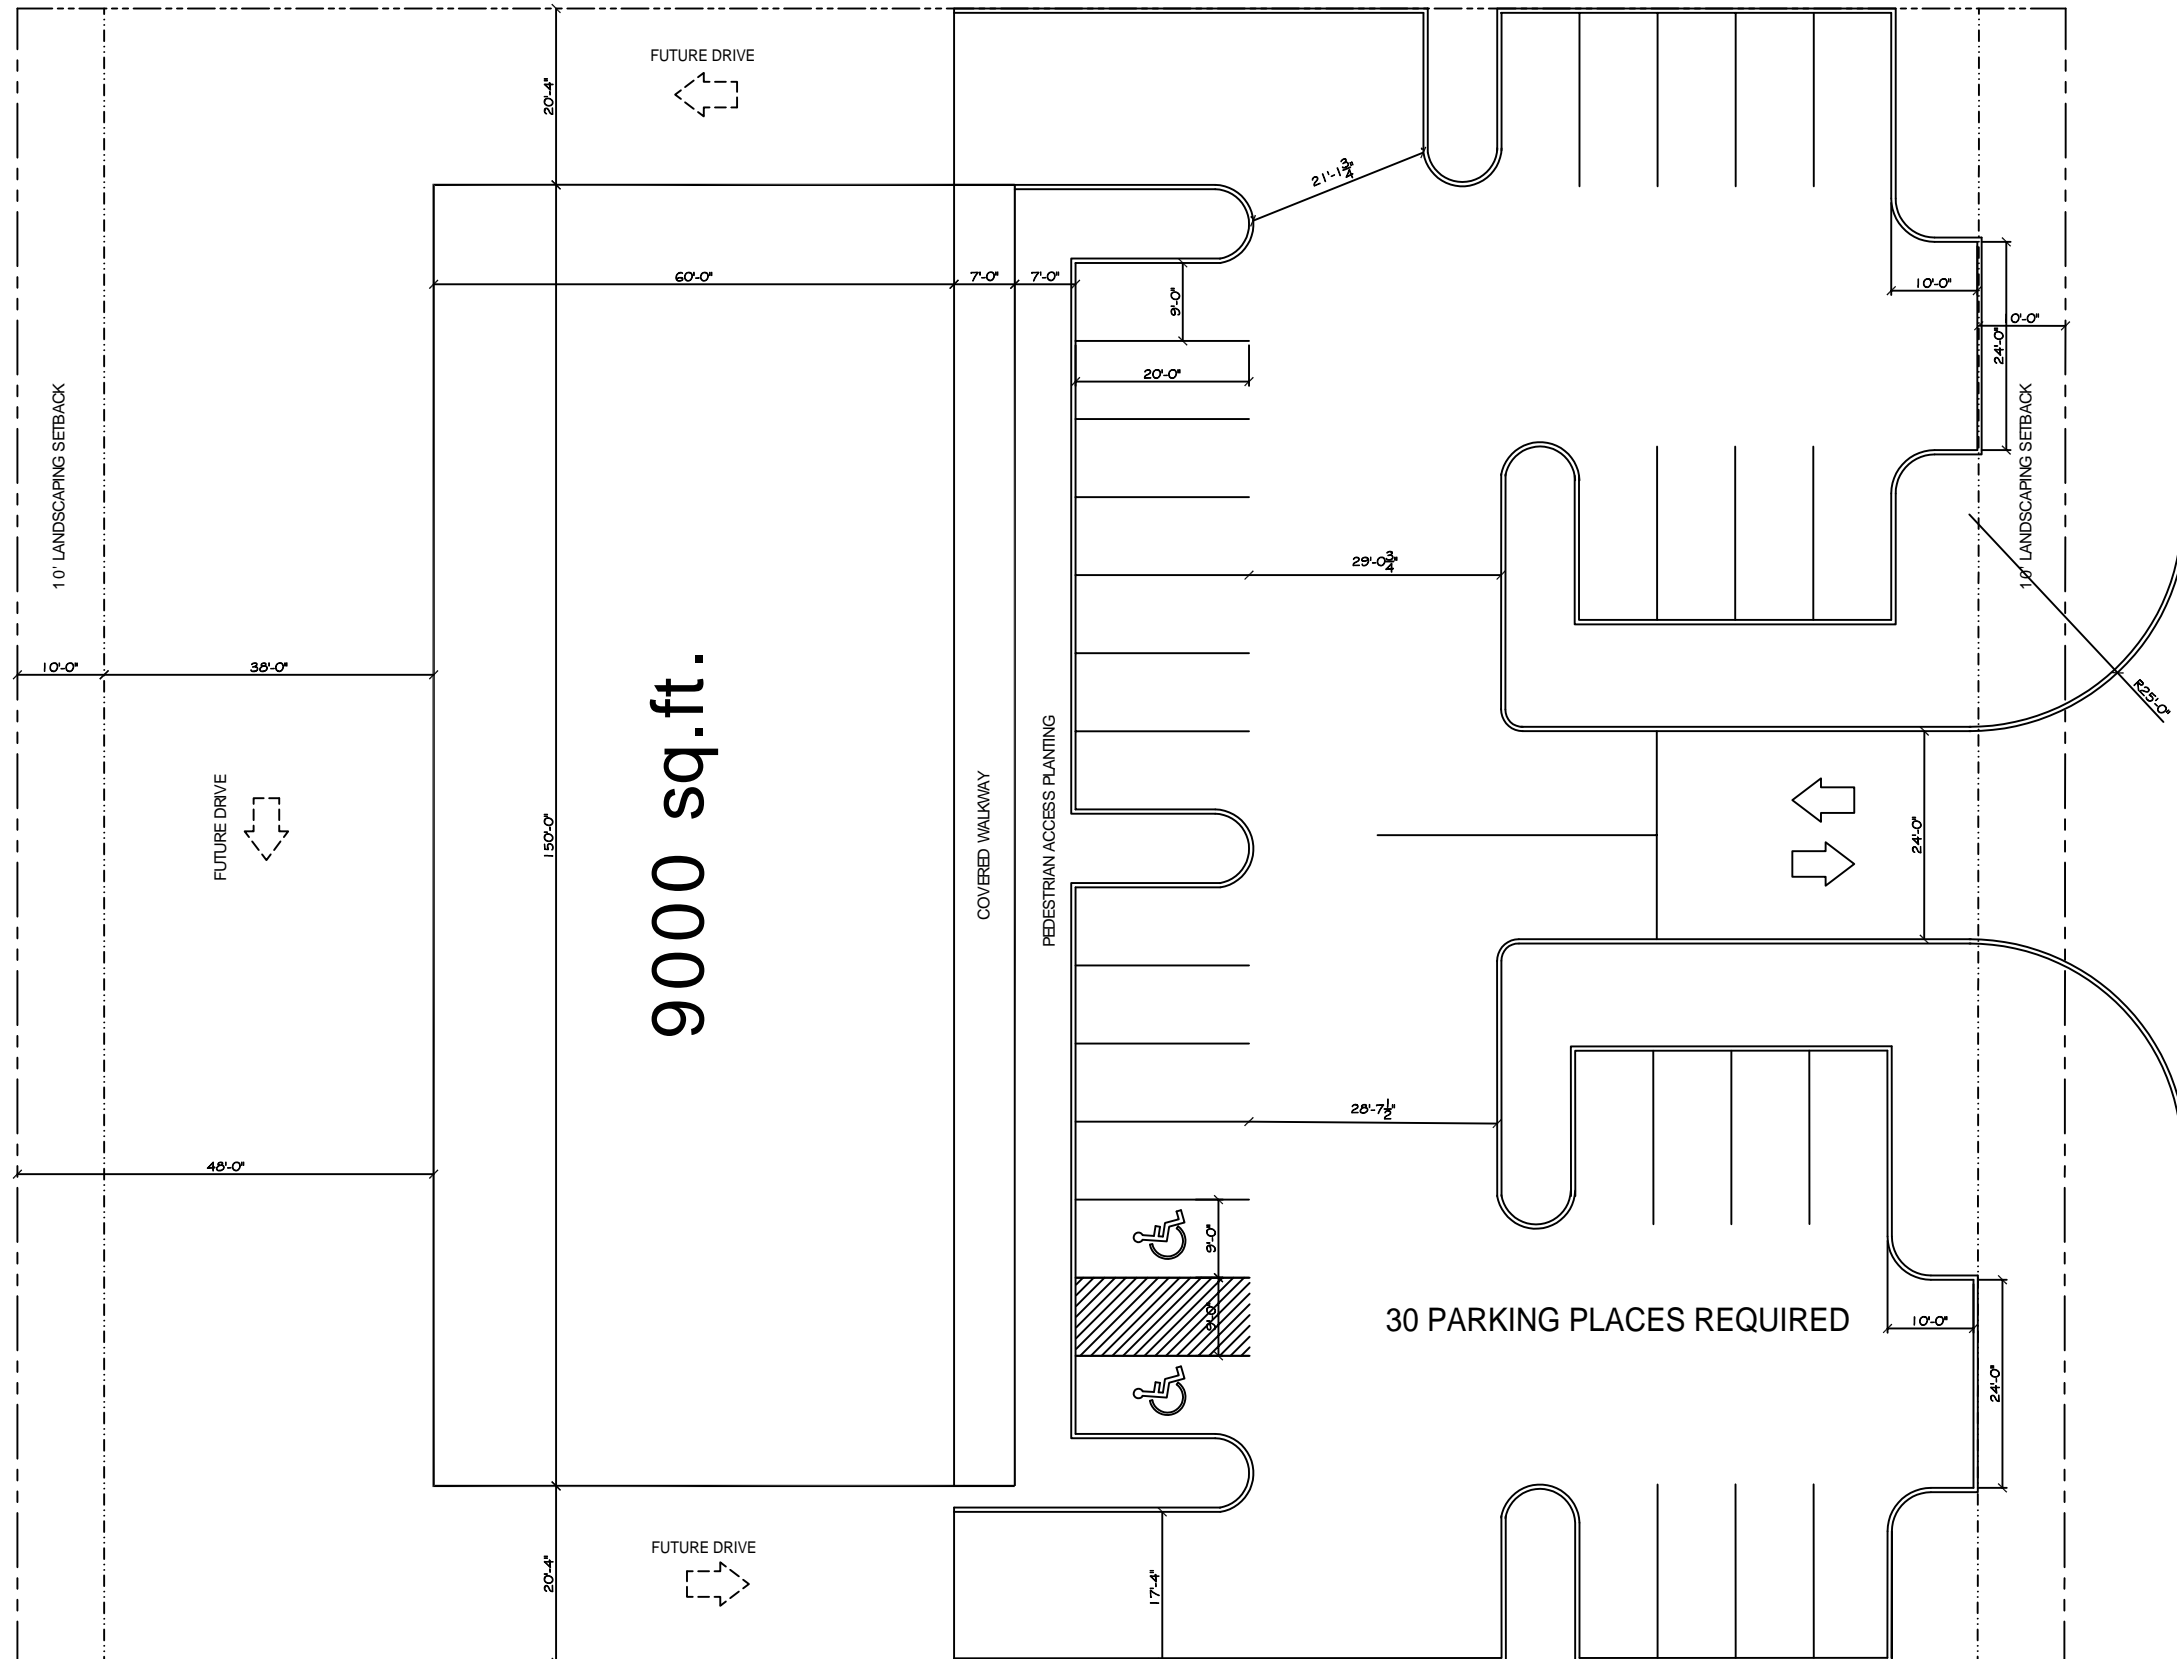 FUTURE DRIVE
20'-4"
21'-1 3/4"
60'-0"
7'-0"
7'-0"
9'-0"
10'-0"
10'-0"
24'-0"
20'-0"
10' LANDSCAPING SETBACK
10' LANDSCAPING SETBACK
29'-0 3/4"
10'-0"
38'-0"
R25'-0"
9000 sq.ft.
FUTURE DRIVE
150'-0"
COVERED WALKWAY
PEDESTRIAN ACCESS PLANTING
24'-0"
28'-7 1/2"
48'-0"
9'-0"
9'-0"
30 PARKING PLACES REQUIRED
10'-0"
24'-0"
FUTURE DRIVE
20'-4"
17'-4"